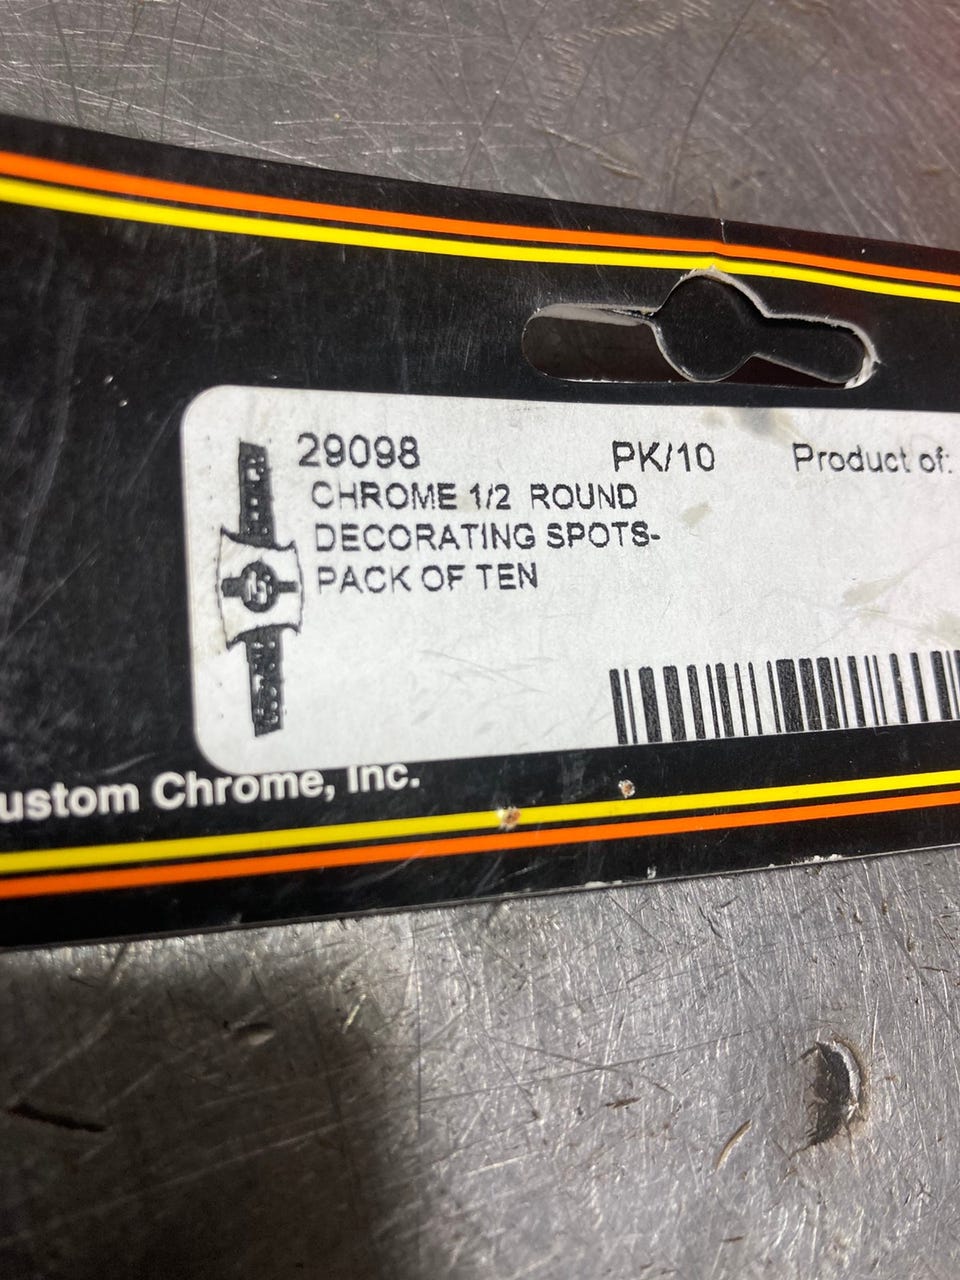 29098 PK/10 Product of:
CHROME 1/2 ROUND
DECORATING SPOTS-
PACK OF TEN
ustom Chrome, Inc.